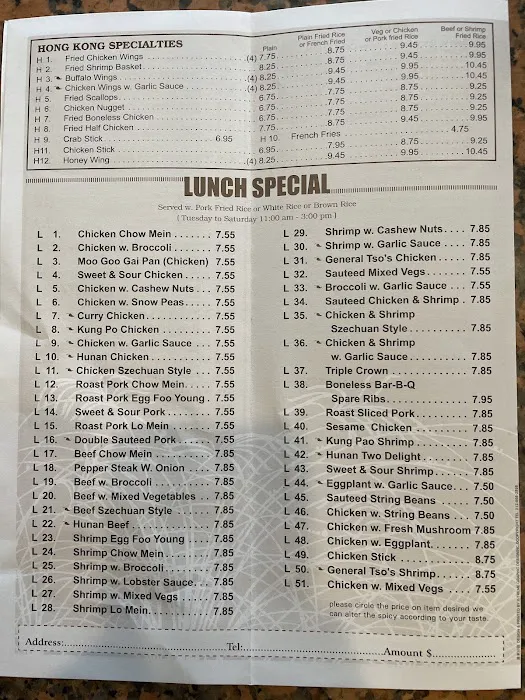 HONG KONG SPECIALTIES
Plain
Plain Fried Rice or French Fried
Veg or Chicken or Pork fried Rice
Beef or Shrimp Fried Rice
H 1. Fried Chicken Wings (4) 7.75 8.75 9.45 9.95
H 2. Fried Shrimp Basket 8.25 .8.75 9.45 9.95
H 3. Buffalo Wings (4) 8.25 .9.45 9.95 10.45
H 4. Chicken Wings w. Garlic Sauce (4) 8.25 .9.45 9.95 10.45
H 5. Fried Scallops 6.75 .7.75 8.75 9.25
H 6. Chicken Nugget 6.75 .7.75 8.75 9.25
H 7. Fried Boneless Chicken 6.75 .7.75 8.75 9.25
H 8. Fried Half Chicken 7.75 8.75 9.45 9.95
H 9. Crab Stick 6.95 H 10. French Fries 4.75
H11. Chicken Stick 6.95 7.95 8.75 9.25
H12. Honey Wing (4) 8.25 .9.45 9.95 10.45
LUNCH SPECIAL
Served w. Pork Fried Rice or White Rice or Brown Rice
( Tuesday to Saturday 11:00 am - 3:00 pm )
L 1. Chicken Chow Mein 7.55
L 2. Chicken w. Broccoli 7.55
L 3. Moo Goo Gai Pan (Chicken) 7.55
L 4. Sweet & Sour Chicken 7.55
L 5. Chicken w. Cashew Nuts 7.55
L 6. Chicken w. Snow Peas 7.55
L 7. Curry Chicken 7.55
L 8. Kung Po Chicken 7.55
L 9. Chicken w. Garlic Sauce 7.55
L 10. Hunan Chicken 7.55
L 11. Chicken Szechuan Style 7.55
L 12. Roast Pork Chow Mein 7.55
L 13. Roast Pork Egg Foo Young 7.55
L 14. Sweet & Sour Pork 7.55
L 15. Roast Pork Lo Mein 7.55
L 16. Double Sauteed Pork 7.55
L 17. Beef Chow Mein 7.85
L 18. Pepper Steak W. Onion 7.85
L 19. Beef w. Broccoli 7.85
L 20. Beef w. Mixed Vegetables 7.85
L 21. Beef Szechuan Style 7.85
L 22. Hunan Beef 7.85
L 23. Shrimp Egg Foo Young 7.85
L 24. Shrimp Chow Mein 7.85
L 25. Shrimp w. Broccoli 7.85
L 26. Shrimp w. Lobster Sauce 7.85
L 27. Shrimp w. Mixed Vegs 7.85
L 28. Shrimp Lo Mein 7.85
L 29. Shrimp w. Cashew Nuts 7.85
L 30. Shrimp w. Garlic Sauce 7.85
L 31. General Tso's Chicken 7.85
L 32. Sauteed Mixed Vegs 7.55
L 33. Broccoli w. Garlic Sauce 7.55
L 34. Sauteed Chicken & Shrimp 7.85
L 35. Chicken & Shrimp
Szechuan Style 7.85
L 36. Chicken & Shrimp
w. Garlic Sauce 7.85
L 37. Triple Crown 7.85
L 38. Boneless Bar-B-Q
Spare Ribs 7.95
L 39. Roast Sliced Pork 7.85
L 40. Sesame Chicken 7.85
L 41. Kung Pao Shrimp 7.85
L 42. Hunan Two Delight 7.85
L 43. Sweet & Sour Shrimp 7.85
L 44. Eggplant w. Garlic Sauce 7.50
L 45. Sauteed String Beans 7.50
L 46. Chicken w. String Beans 7.50
L 47. Chicken w. Fresh Mushroom 7.85
L 48. Chicken w. Eggplant 7.85
L 49. Chicken Stick 8.75
L 50. General Tso's Shrimp 8.75
L 51. Chicken w. Mixed Vegs 7.55
please circle the price on item desired we
can alter the spicy according to your taste.
Address: Tel: Amount $